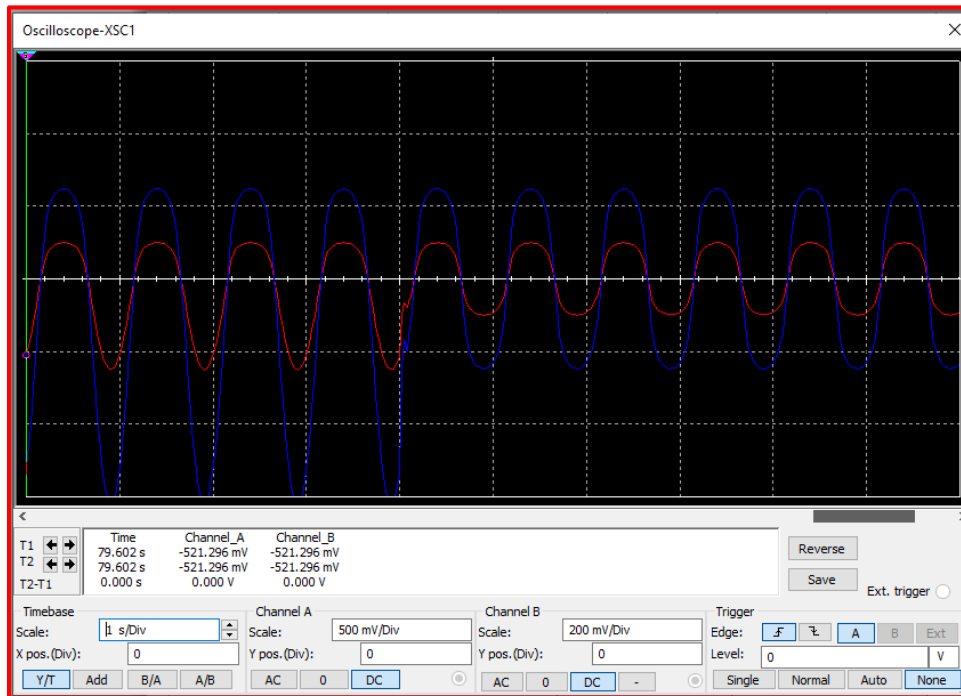 Oscilloscope-XSC1
Time Channel_A Channel_B
T1 79.602 s -521.296 mV -521.296 mV
T2 79.602 s -521.296 mV -521.296 mV
T2-T1 0.000 s 0.000 V 0.000 V
Reverse
Save
Ext. trigger
Timebase Channel A Channel B Trigger
Scale: 1 s/Div Scale: 500 mV/Div Scale: 200 mV/Div Edge: A B Ext
X pos.(Div): 0 Y pos.(Div): 0 Y pos.(Div): 0 Level: 0 V
Y/T Add B/A A/B AC 0 DC AC 0 DC - Single Normal Auto None